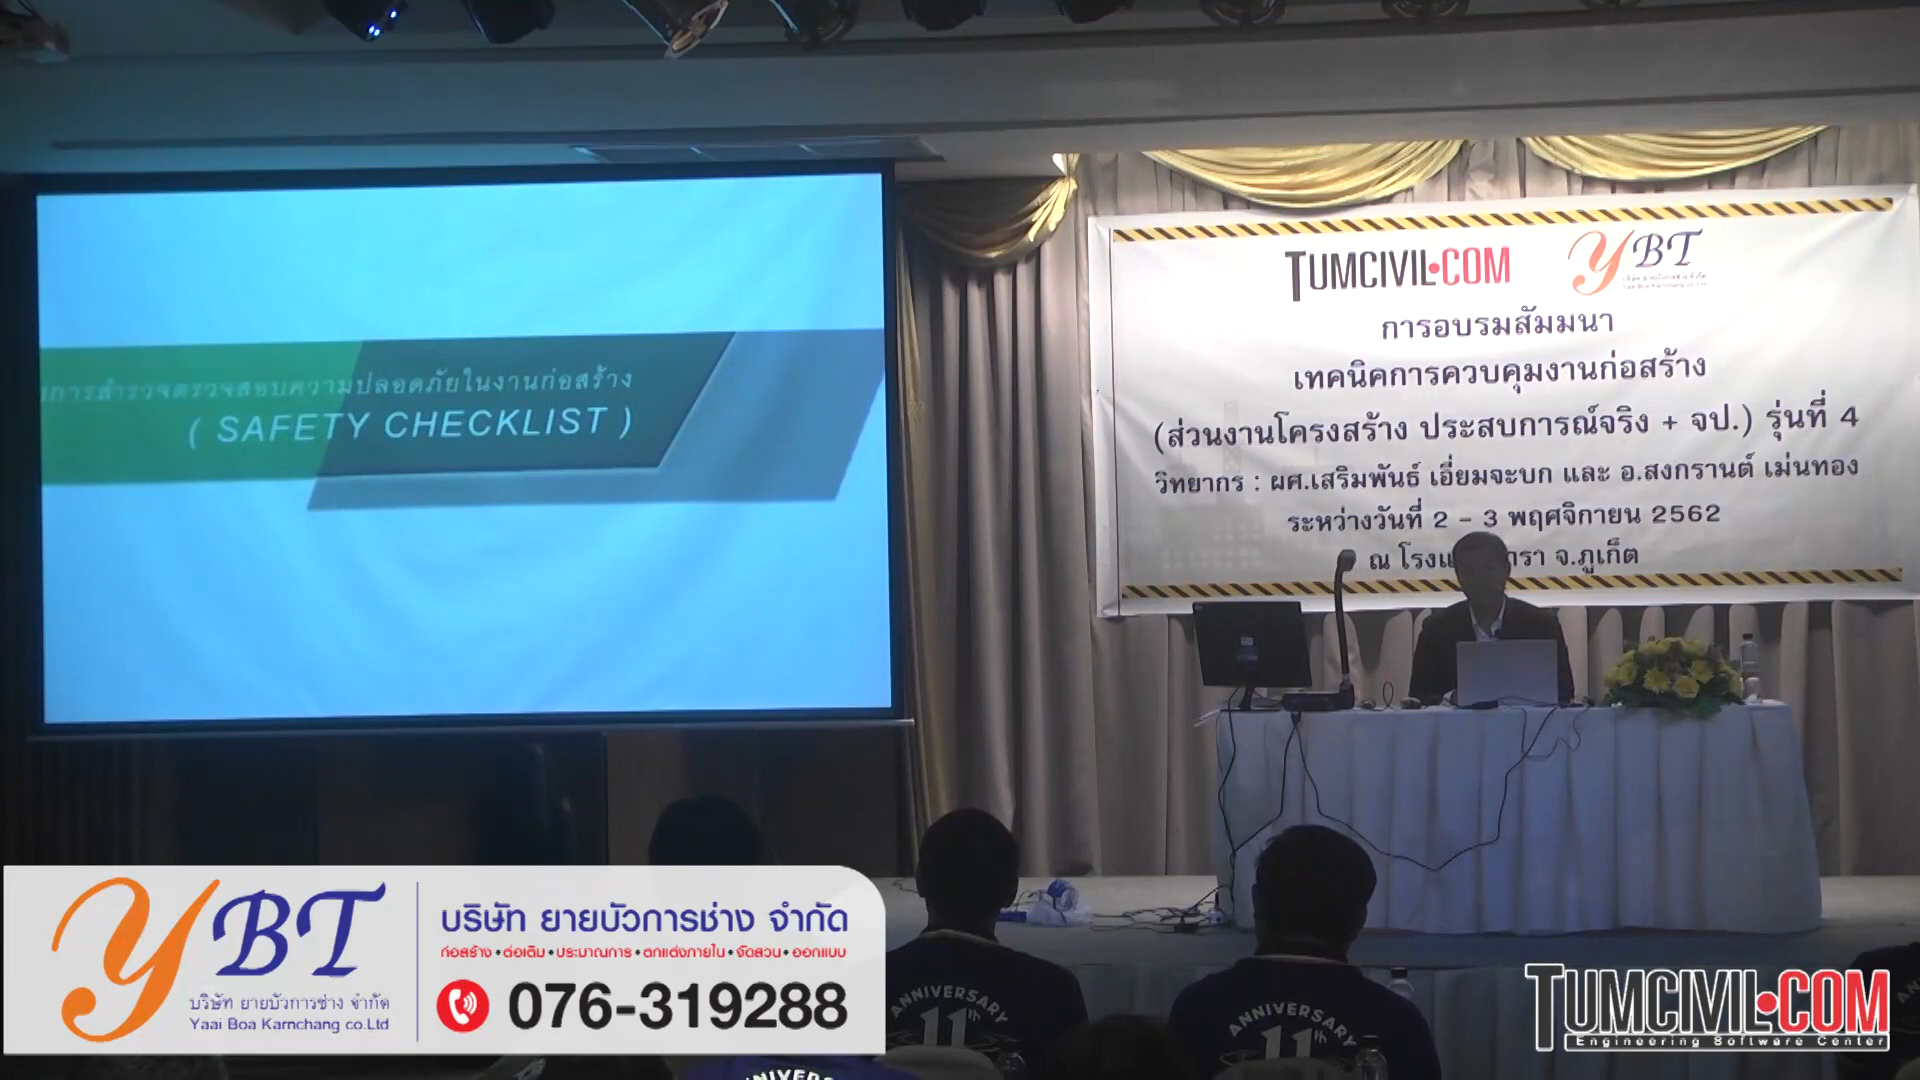 การสำรวจตรวจสอบความปลอดภัยในงานก่อสร้าง
( SAFETY CHECKLIST )
TUMCIVIL.COM
YBT
การอบรมสัมมนา
เทคนิคการควบคุมงานก่อสร้าง
(ส่วนงานโครงสร้าง ประสบการณ์จริง + จป.) รุ่นที่ 4
วิทยากร : ผศ.เสริมพันธ์ เอี่ยมจะบก และ อ.สงกรานต์ เม่นทอง
ระหว่างวันที่ 2 - 3 พฤศจิกายน 2562
ณ จ.ภูเก็ต
YBT
บริษัท ยายบัวการช่าง จำกัด
Yaai Boa Karnchang co.Ltd
บริษัท ยายบัวการช่าง จำกัด
ก่อสร้าง • ต่อเติม • ประมาณการ • ตกแต่งภายใน • จัดสวน • ออกแบบ
076-319288
ANNIVERSARY
11th
ANNIVERSARY
11th
TUMCIVIL.COM
Engineering Software Center